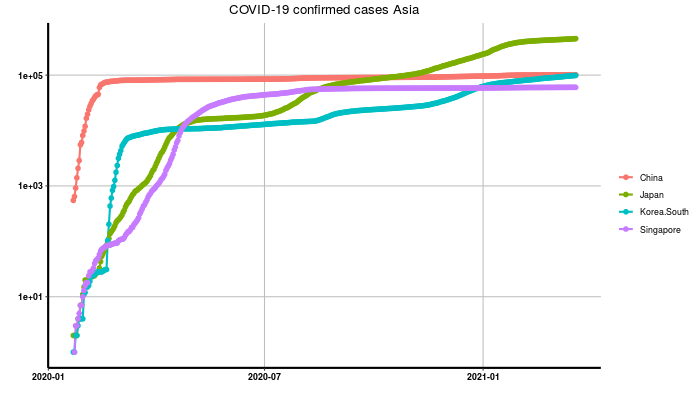 COVID-19 confirmed cases Asia
1e+05
1e+03
1e+01
2020-01 2020-07 2021-01
China
Japan
Korea.South
Singapore